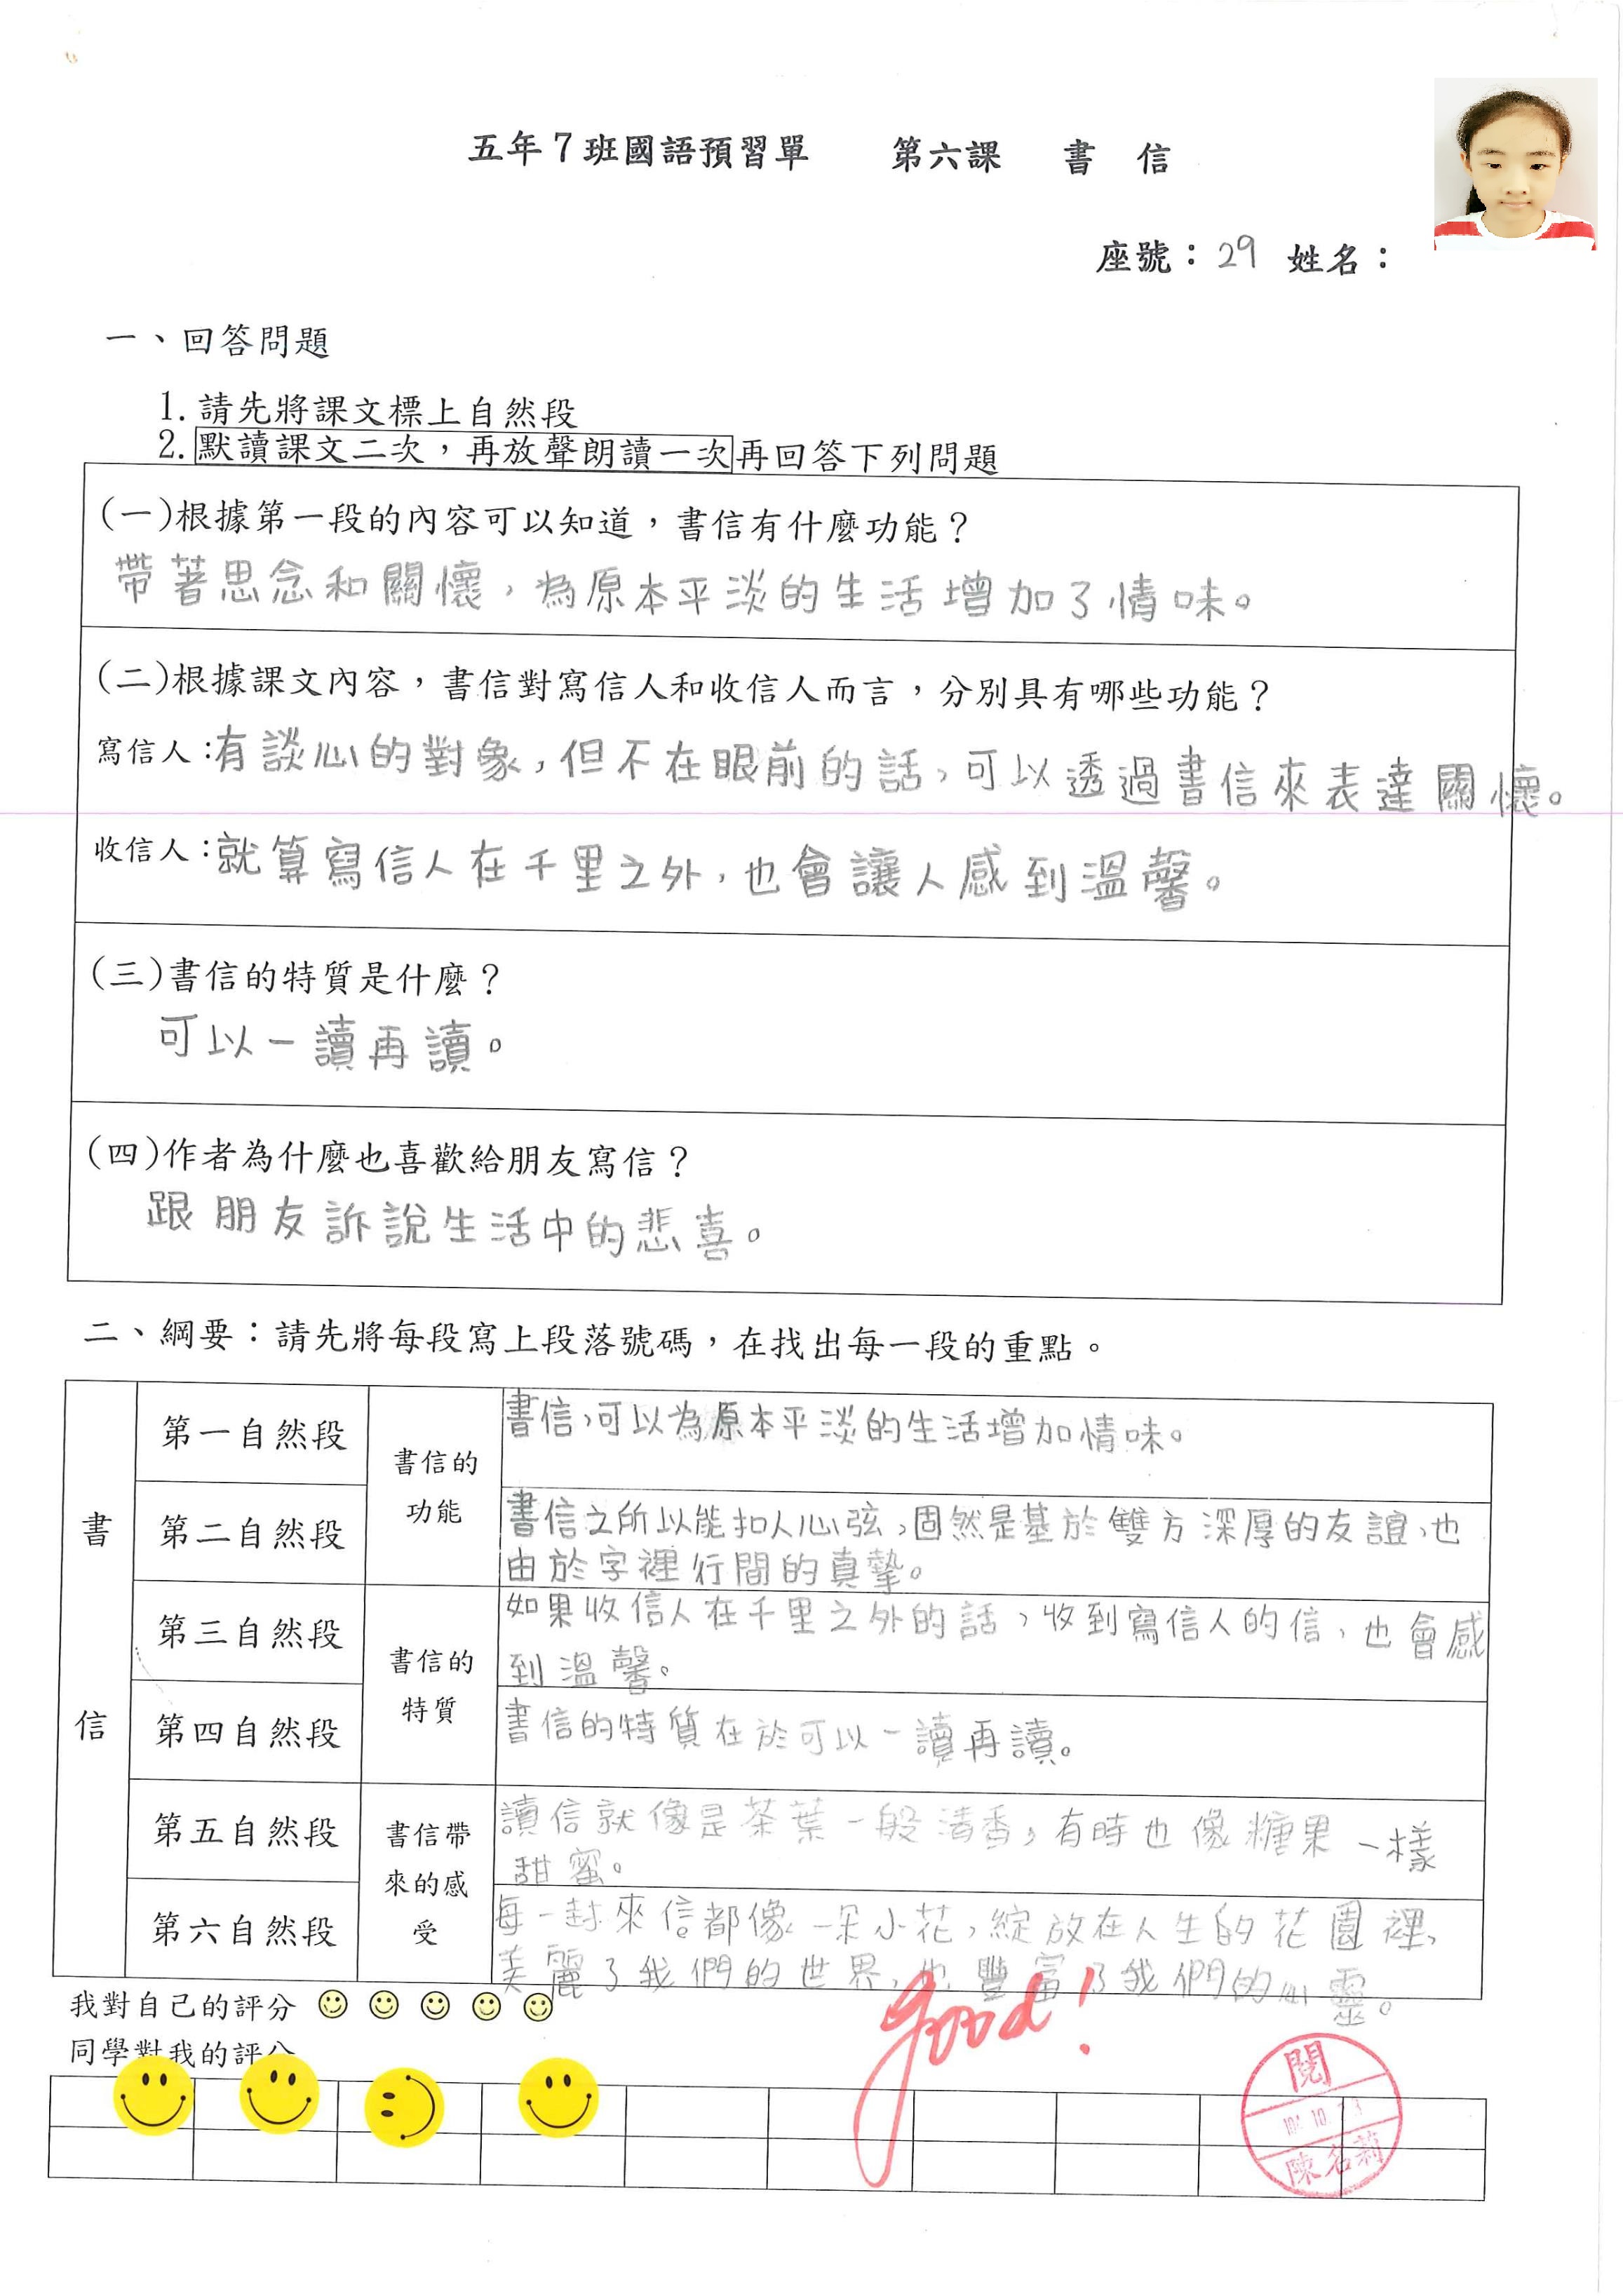 五年7班國語預習單　第六課　書　信
座號：29　姓名：
一、回答問題
1. 請先將課文標上自然段
2. 默讀課文二次，再放聲朗讀一次再回答下列問題
(一)根據第一段的內容可以知道，書信有什麼功能？
帶著思念和關懷，為原本平淡的生活增加了情味。
(二)根據課文內容，書信對寫信人和收信人而言，分別具有哪些功能？
寫信人：有談心的對象，但不在眼前的話，可以透過書信來表達關懷。
收信人：就算寫信人在千里之外，也會讓人感到溫馨。
(三)書信的特質是什麼？
可以一讀再讀。
(四)作者為什麼也喜歡給朋友寫信？
跟朋友訴說生活中的悲喜。
二、綱要：請先將每段寫上段落號碼，在找出每一段的重點。
書信
第一自然段
書信的功能
書信，可以為原本平淡的生活增加情味。
第二自然段
書信之所以能扣人心弦，固然是基於雙方深厚的友誼，也
由於字裡行間的真摯。
第三自然段
書信的特質
如果收信人在千里之外的話，收到寫信人的信，也會感
到溫馨。
第四自然段
書信的特質在於可以一讀再讀。
第五自然段
書信帶來的感受
讀信就像是茶葉一般清香，有時也像糖果一樣
甜蜜。
第六自然段
每一封來信都像一朵小花，綻放在人生的花園裡，
美麗了我們的世界，也豐富了我們的心靈。
我對自己的評分
同學對我的評分
good!
閱
陳名莉